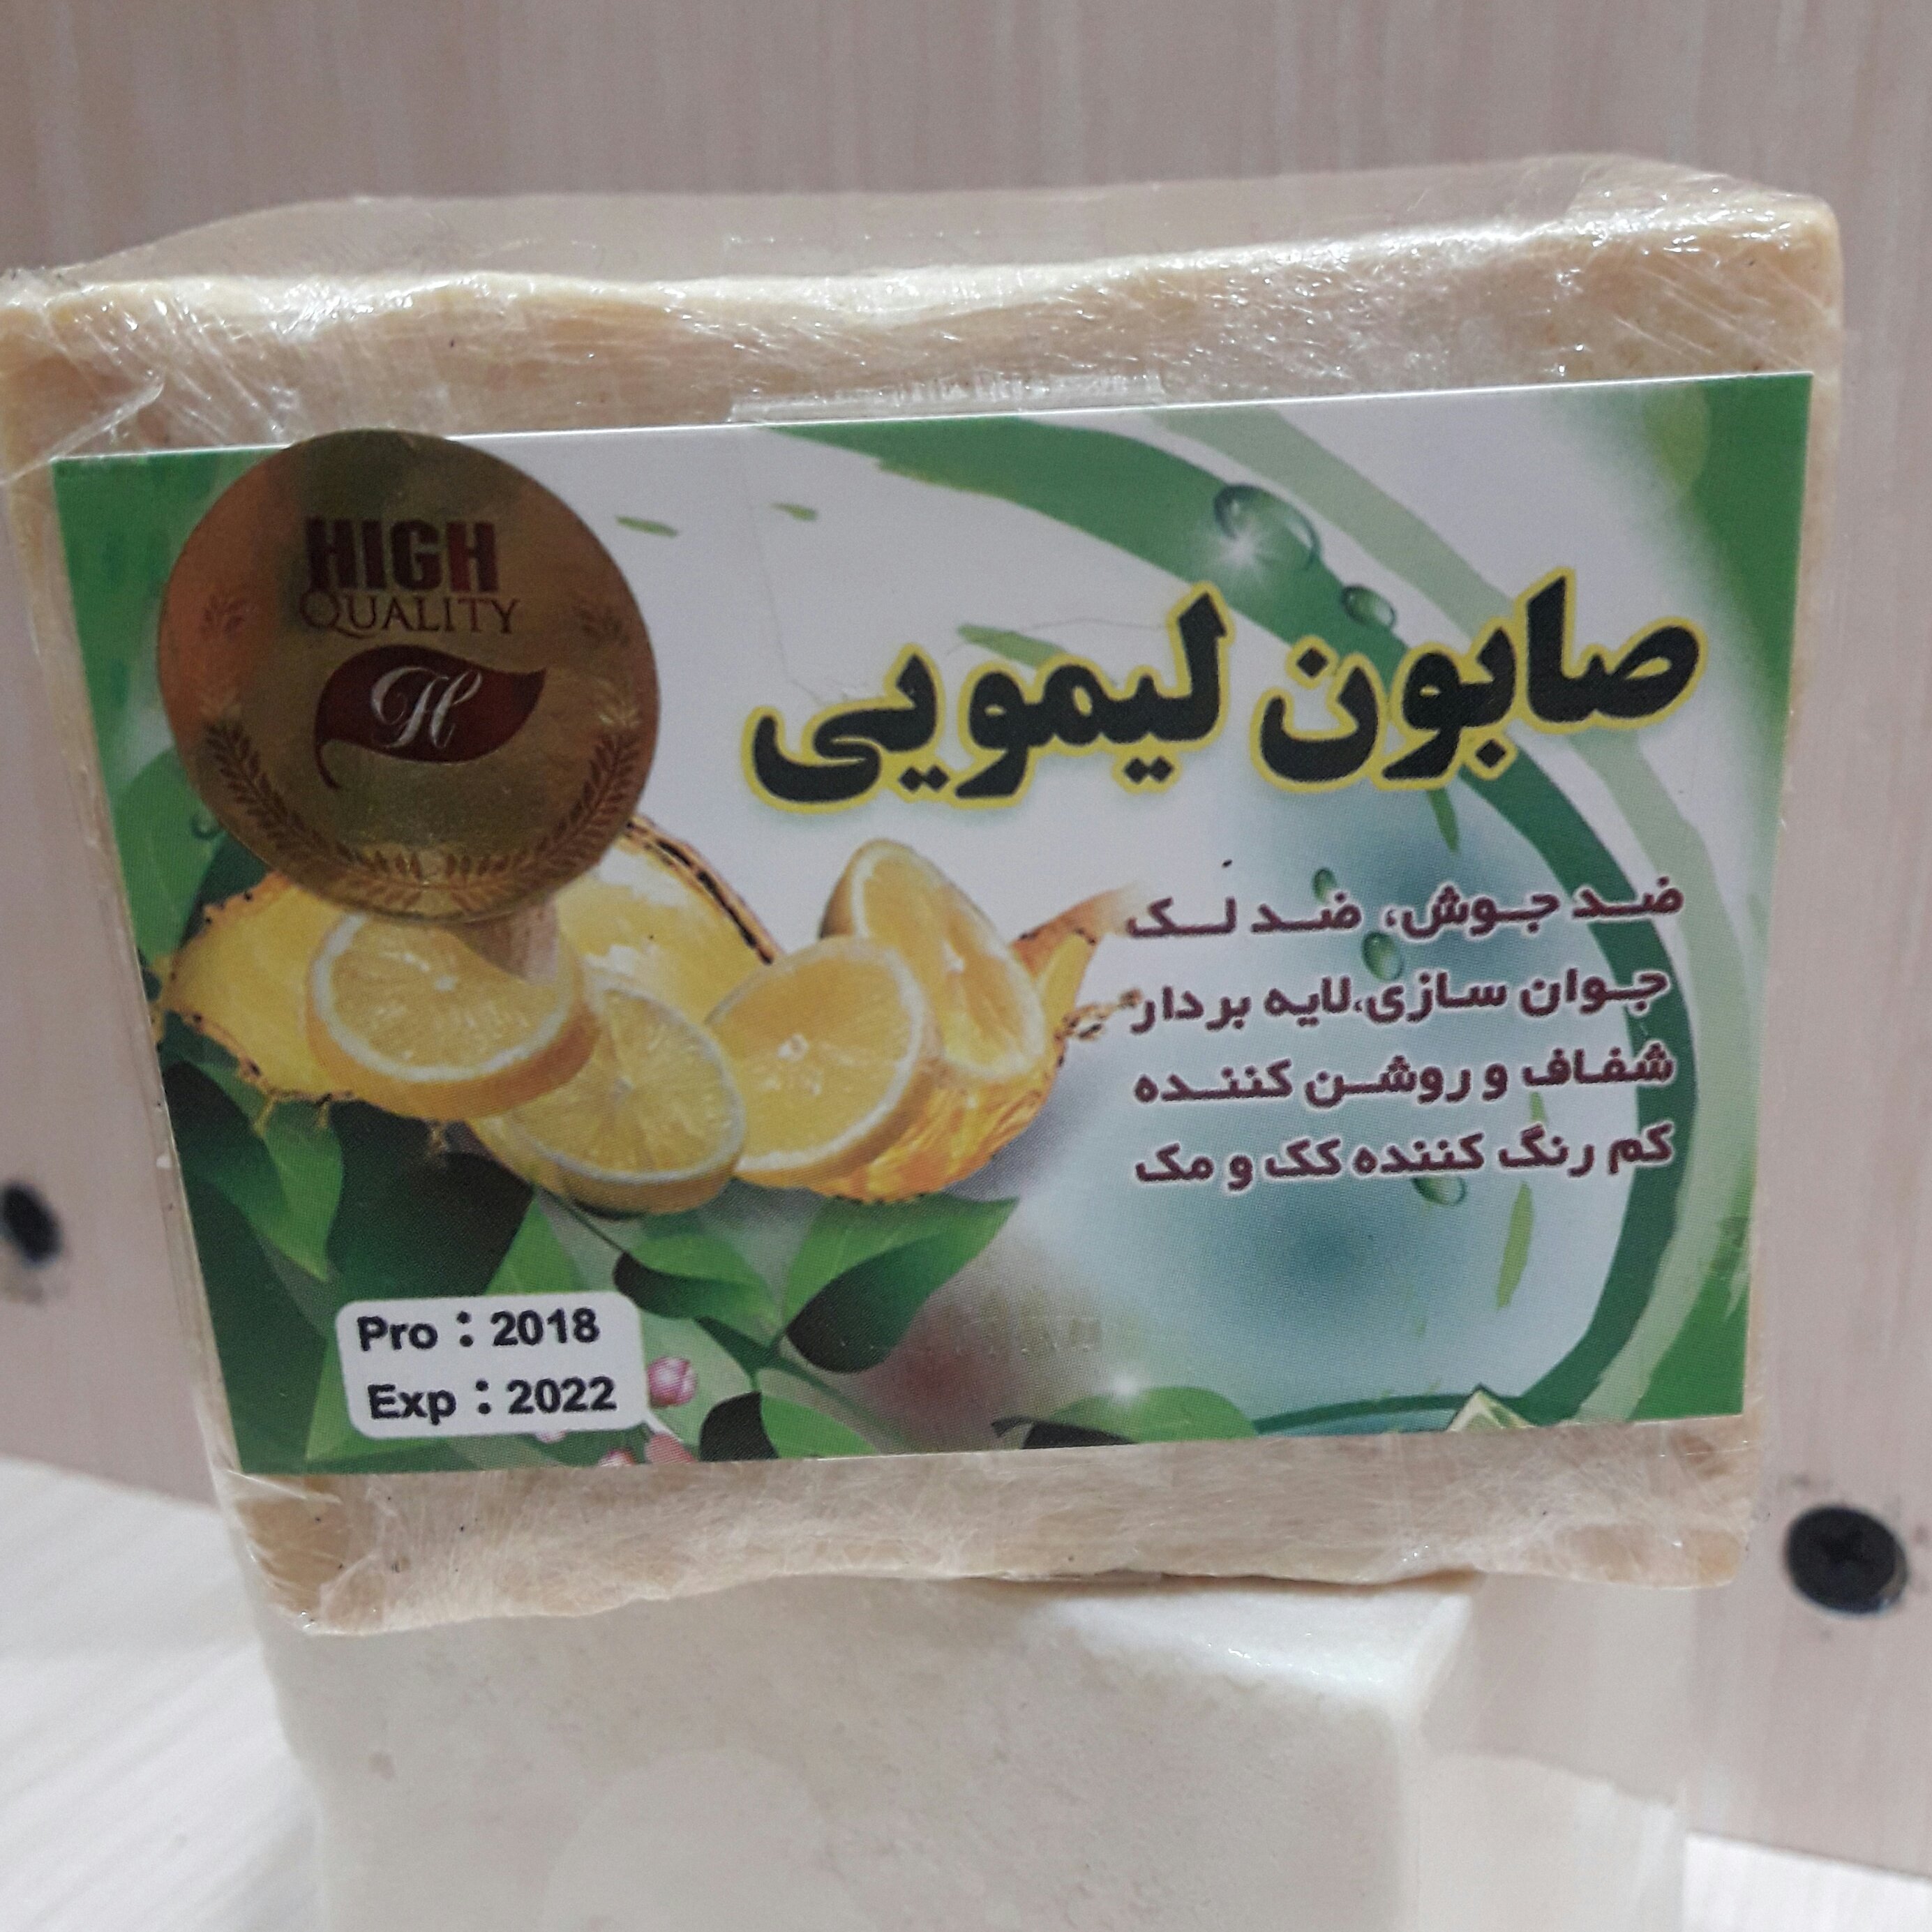 HIGH
QUALITY
H
صابون لیمویی
ضد جوش، ضد لک
جوان سازی،لایه بردار
شفاف و روشن کننده
کم رنگ کننده کک و مک
Pro : 2018
Exp : 2022